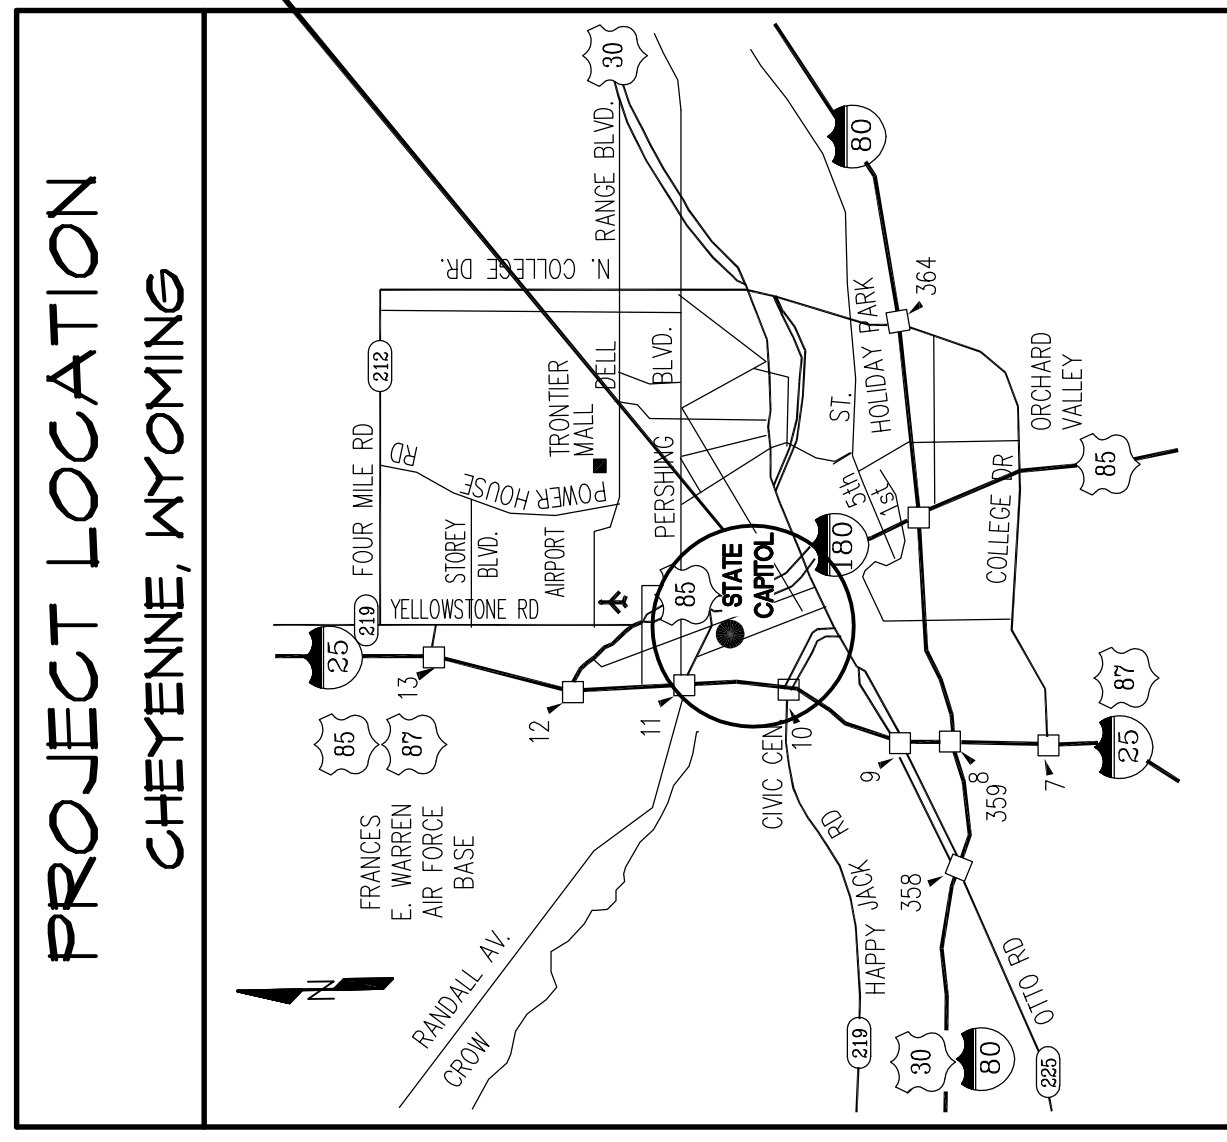 PROJECT LOCATION
CHEYENNE, WYOMING
30
80
RANGE BLVD.
N. COLLEGE DR.
364
212
FOUR MILE RD
RD
POWER HOUSE
TRONTIER
MALL
DELL
BLVD.
PERSHING
ST.
HOLIDAY PARK
ORCHARD
VALLEY
5th
1st
85
COLLEGE DR
STOREY
BLVD.
AIRPORT
219
YELLOWSTONE RD
85
STATE
CAPITOL
180
25
13
12
11
10
9
8
359
7
85
87
87
25
CIVIC CEN
FRANCES
E. WARREN
AIR FORCE
BASE
358
HAPPY JACK RD
RANDALL AV.
CROW
N
OTTO RD
219
30
80
225